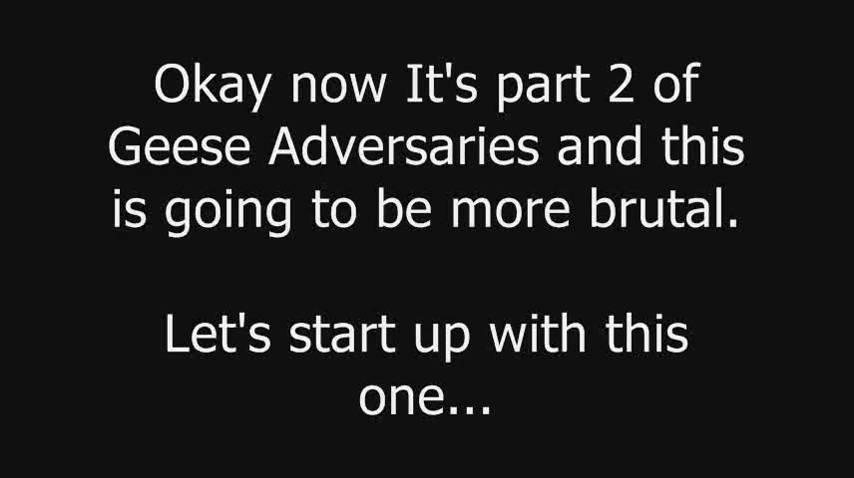 Okay now It's part 2 of
Geese Adversaries and this
is going to be more brutal.
Let's start up with this
one...